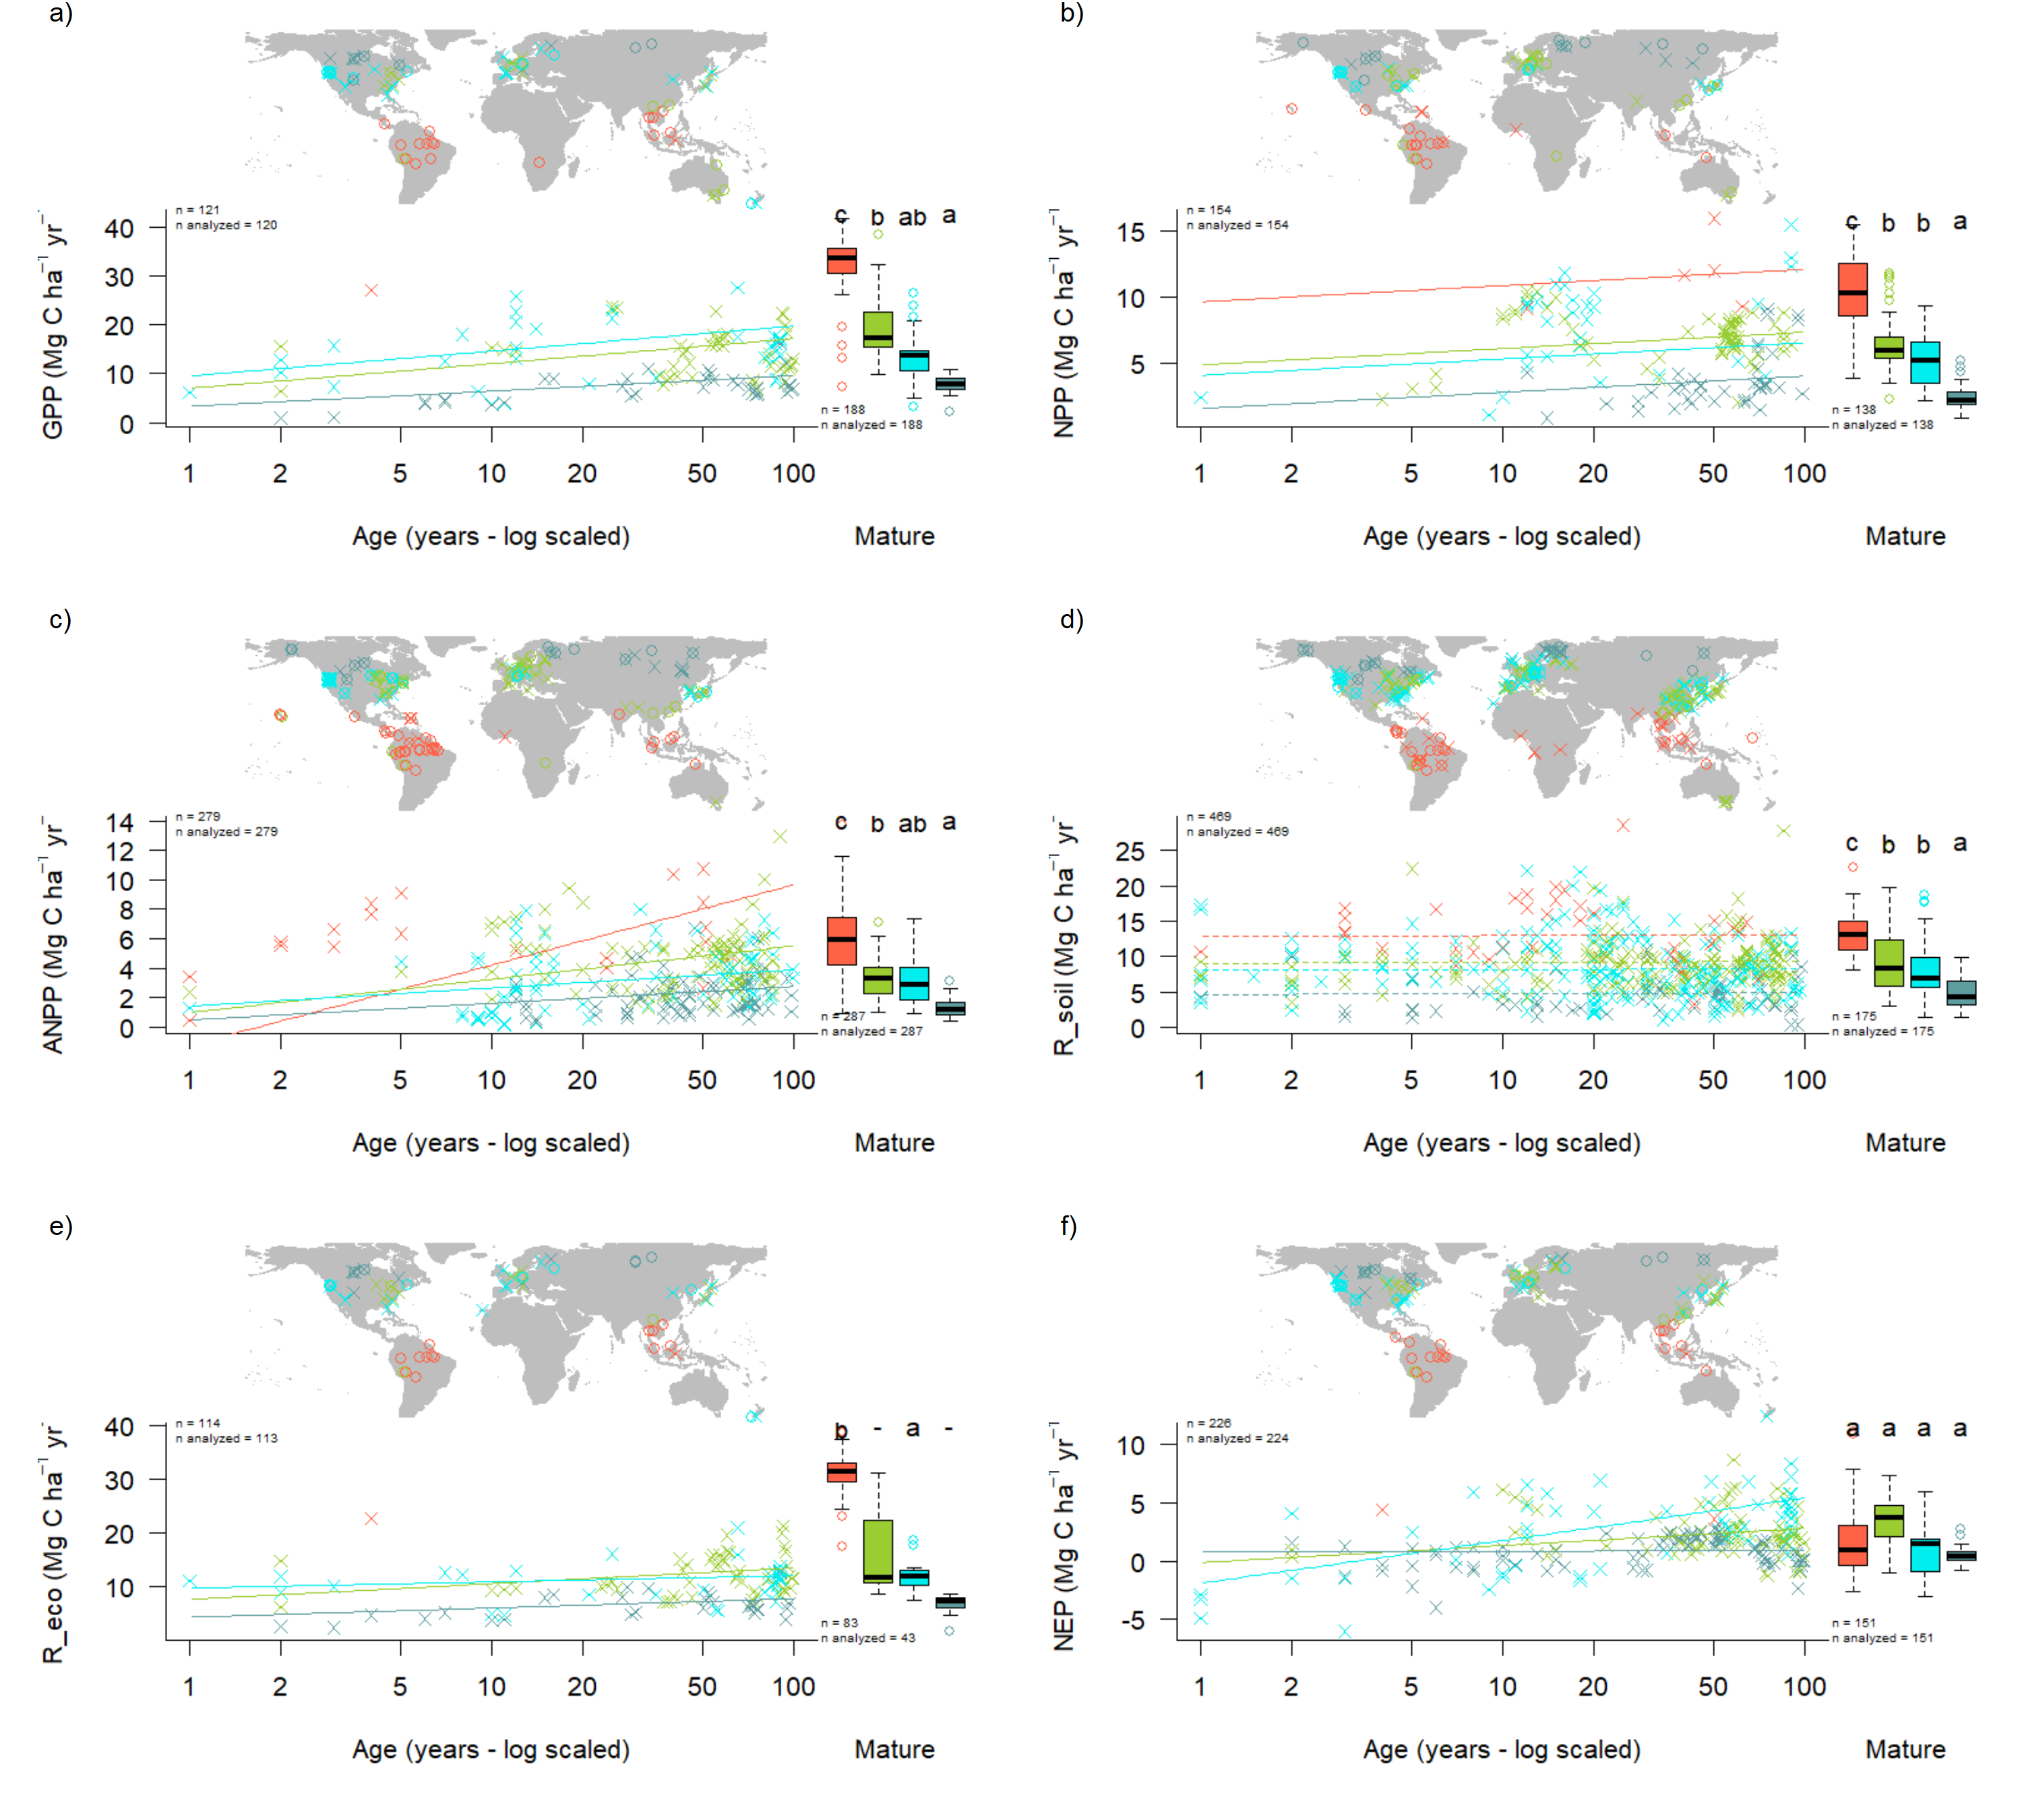 a)
n = 121
n analyzed = 120
GPP (Mg C ha⁻¹ yr⁻
40
30
20
10
0
c b ab a
n = 188
n analyzed = 188
1 2 5 10 20 50 100
Age (years - log scaled)
Mature
b)
n = 154
n analyzed = 154
NPP (Mg C ha⁻¹ yr⁻¹
15
10
5
c b b a
n = 138
n analyzed = 138
1 2 5 10 20 50 100
Age (years - log scaled)
Mature
c)
n = 279
n analyzed = 279
ANPP (Mg C ha⁻¹ yr⁻
14
12
10
8
6
4
2
0
c b ab a
n = 287
n analyzed = 287
1 2 5 10 20 50 100
Age (years - log scaled)
Mature
d)
n = 469
n analyzed = 469
R_soil (Mg C ha⁻¹ yr⁻
25
20
15
10
5
0
c b b a
n = 175
n analyzed = 175
1 2 5 10 20 50 100
Age (years - log scaled)
Mature
e)
n = 114
n analyzed = 113
R_eco (Mg C ha⁻¹ yr⁻
40
30
20
10
b - a -
n = 83
n analyzed = 43
1 2 5 10 20 50 100
Age (years - log scaled)
Mature
f)
n = 226
n analyzed = 224
NEP (Mg C ha⁻¹ yr⁻¹
10
5
0
-5
a a a a
n = 151
n analyzed = 151
1 2 5 10 20 50 100
Age (years - log scaled)
Mature